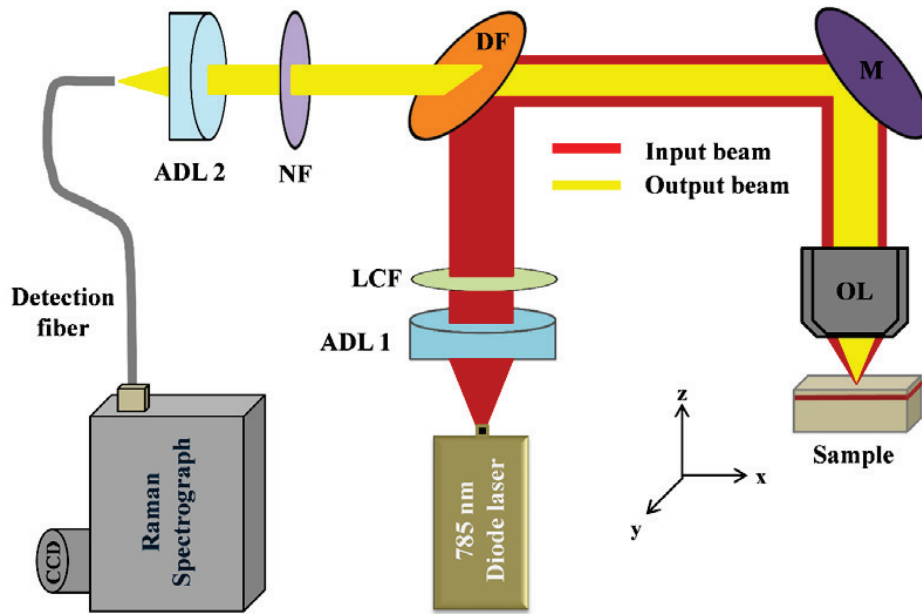 DF
M
ADL 2
NF
Input beam
Output beam
LCF
OL
Detection
fiber
ADL 1
z
x
y
Sample
Raman
Spectrograph
CCD
785 nm
Diode laser